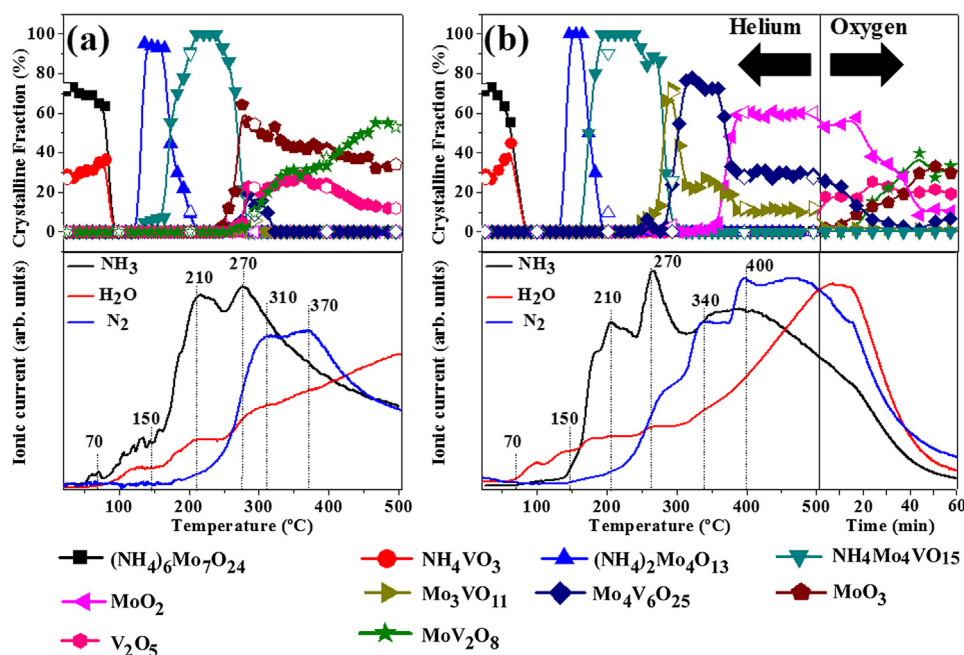 (a)
Crystalline Fraction (%)
100
80
60
40
20
0
(b)
Helium Oxygen
Crystalline Fraction (%)
100
80
60
40
20
0
Ionic current (arb. units)
NH3
H2O
N2
70
150
210
270
310
370
100 200 300 400 500
Temperature (ºC)
Ionic current (arb. units)
NH3
H2O
N2
70
150
210
270
340
400
100 200 300 400 500 20 40 60
Temperature (ºC) Time (min)
(NH4)6Mo7O24 NH4VO3 (NH4)2Mo4O13 NH4Mo4VO15
MoO2 Mo3VO11 Mo4V6O25 MoO3
V2O5 MoV2O8